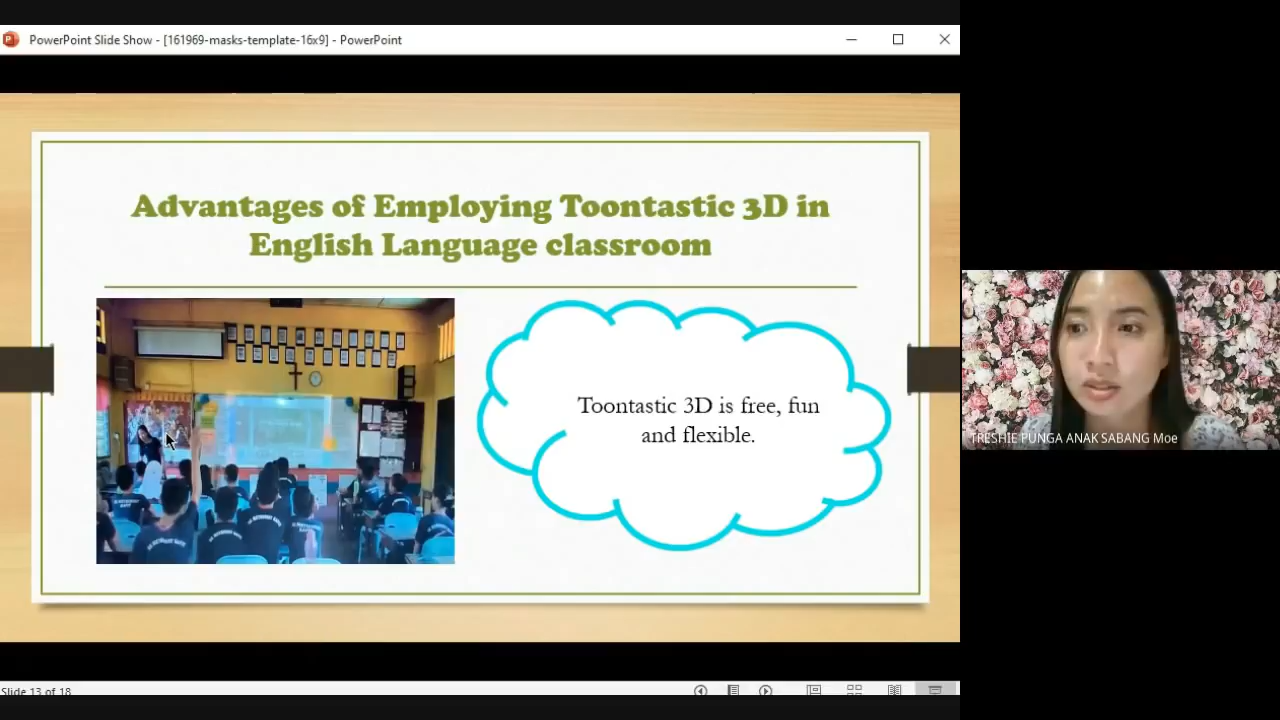 PowerPoint Slide Show - [161969-masks-template-16x9] - PowerPoint
Advantages of Employing Toontastic 3D in
English Language classroom
Toontastic 3D is free, fun
and flexible.
TRESHIE PUNGA ANAK SABANG Moe
Slide 13 of 18